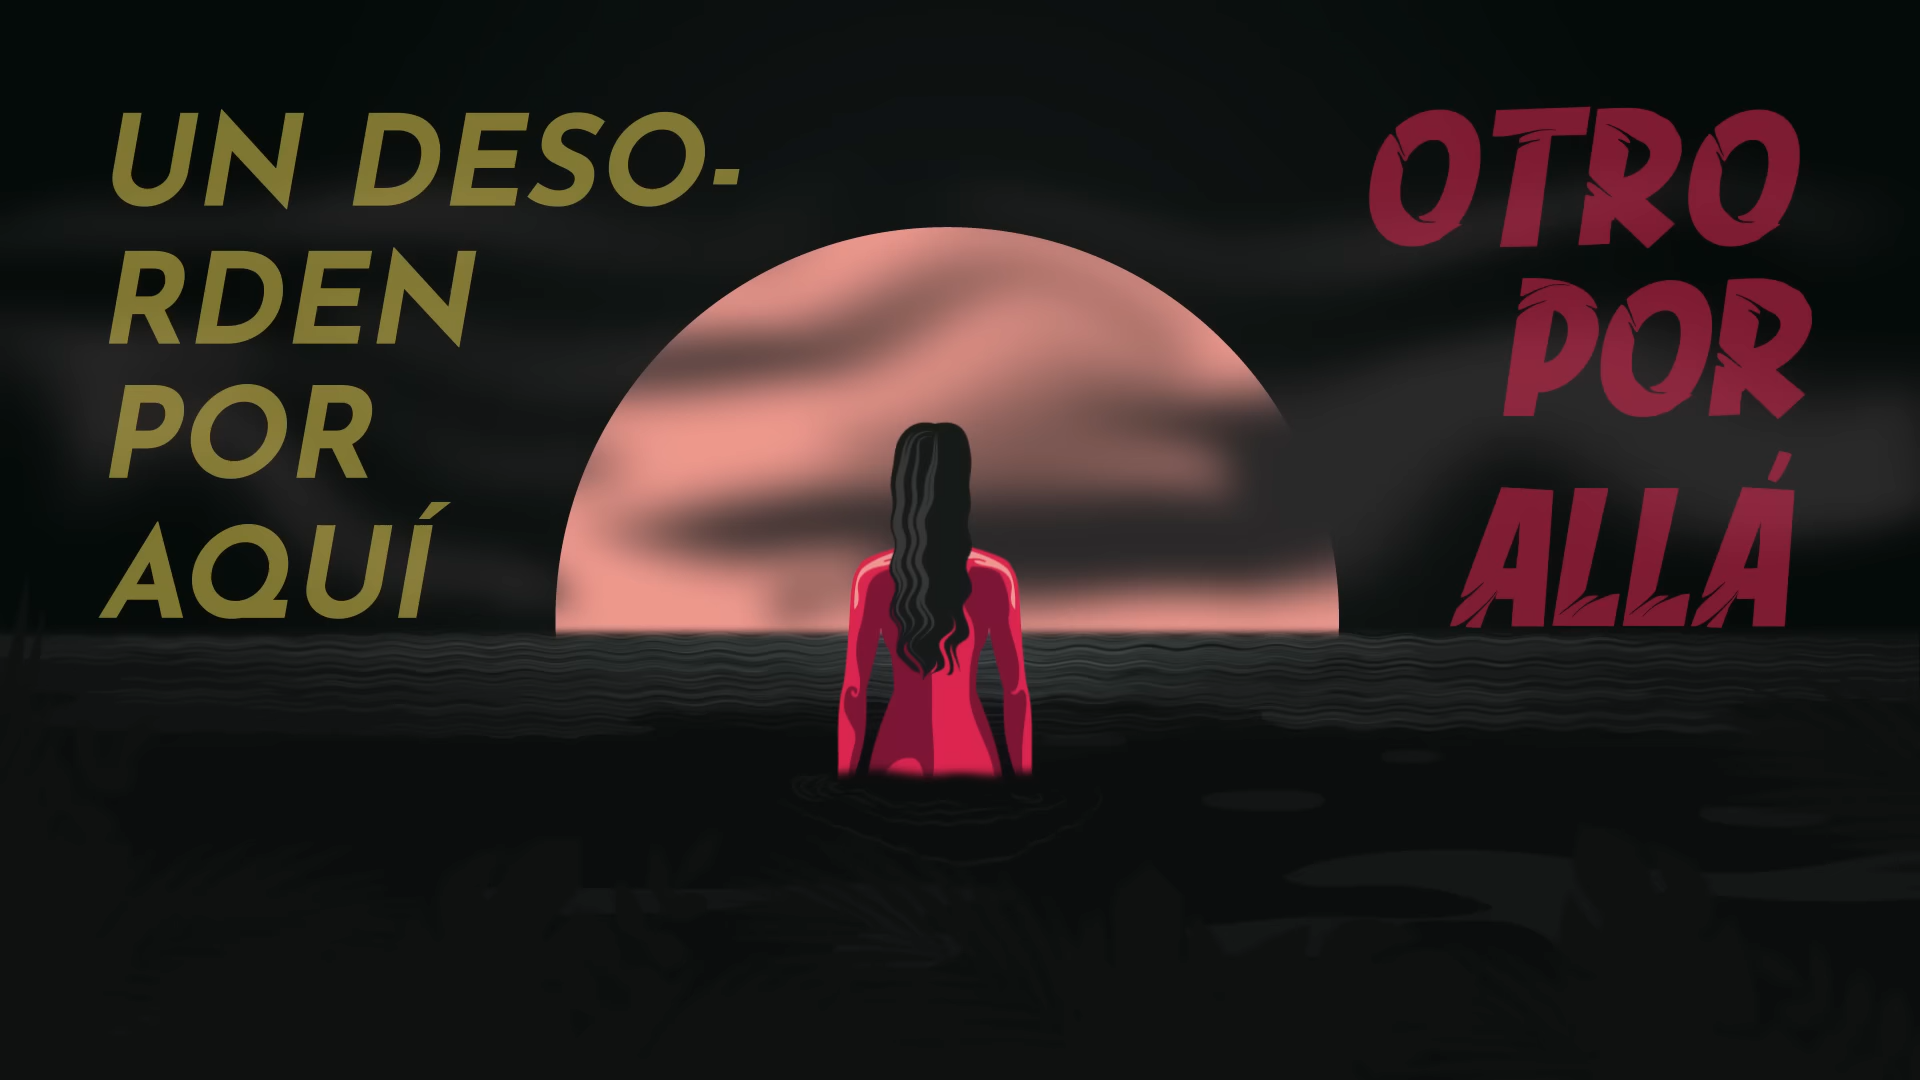 UN DESO-
RDEN
POR
AQUÍ
OTRO
POR
ALLÁ